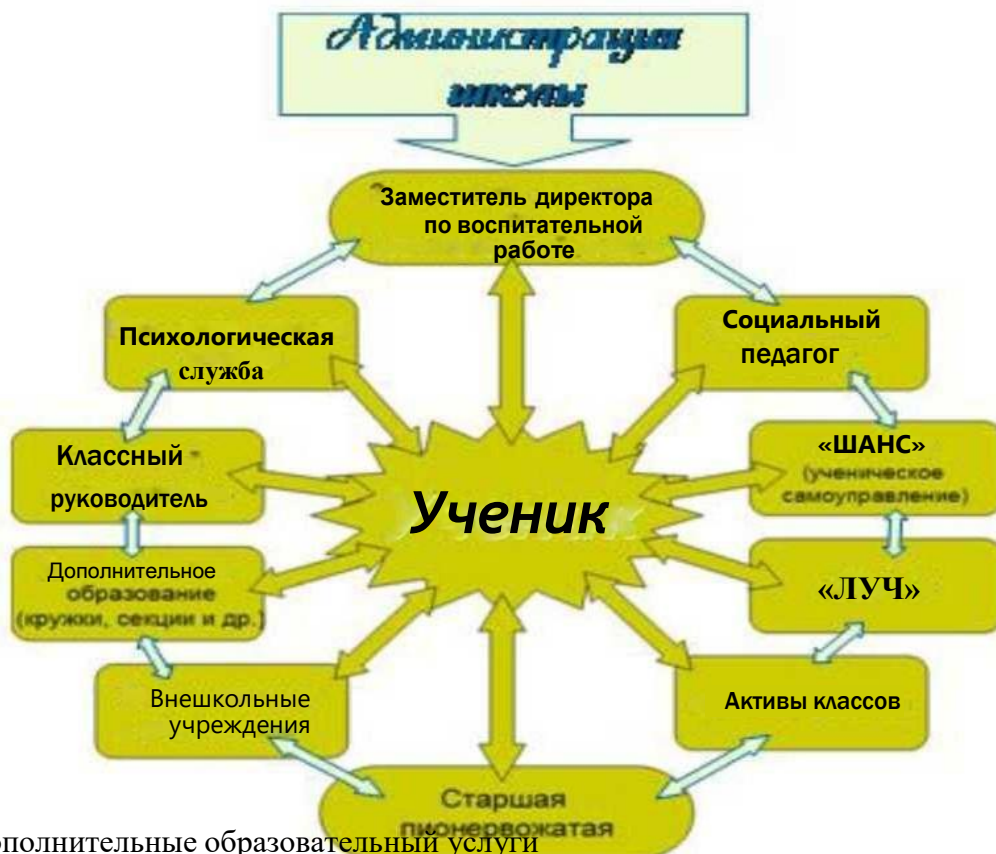 Администрация
школы
Заместитель директора
по воспитательной
работе
Психологическая
служба
Социальный
педагог
Классный
руководитель
«ШАНС»
(ученическое
самоуправление)
Ученик
Дополнительное
образование
(кружки, секции и др.)
«ЛУЧ»
Внешкольные
учреждения
Активы классов
Старшая
пионервожатая
ополнительные образовательный услуги